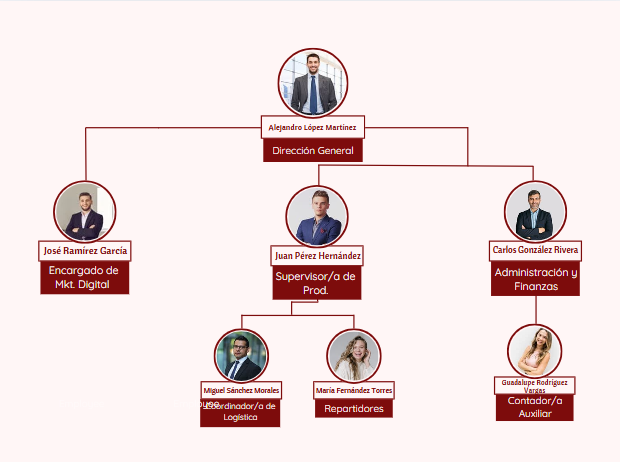 Alejandro López Martínez
Dirección General
José Ramírez García
Encargado de
Mkt. Digital
Juan Pérez Hernández
Supervisor/a de
Prod.
Carlos González Rivera
Administración y
Finanzas
Miguel Sánchez Morales
Coordinador/a de
Logística
María Fernández Torres
Repartidores
Guadalupe Rodríguez
Vargas
Contador/a
Auxiliar